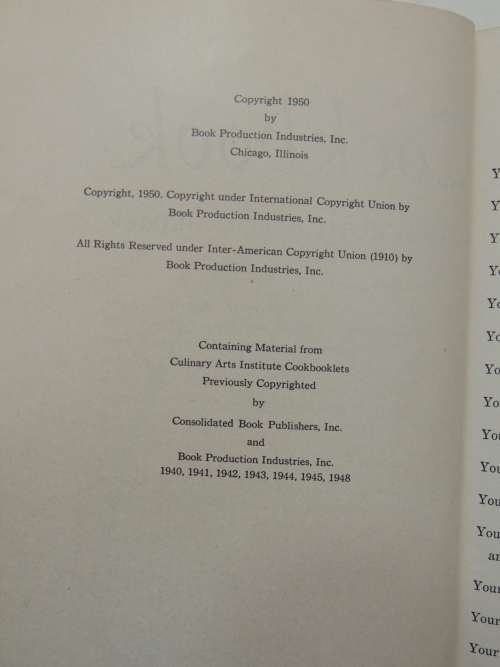 Copyright 1950
by
Book Production Industries, Inc.
Chicago, Illinois
Copyright, 1950. Copyright under International Copyright Union by
Book Production Industries, Inc.
All Rights Reserved under Inter-American Copyright Union (1910) by
Book Production Industries, Inc.
Containing Material from
Culinary Arts Institute Cookbooklets
Previously Copyrighted
by
Consolidated Book Publishers, Inc.
and
Book Production Industries, Inc.
1940, 1941, 1942, 1943, 1944, 1945, 1948
You
You
You
You
Your
Your
Your